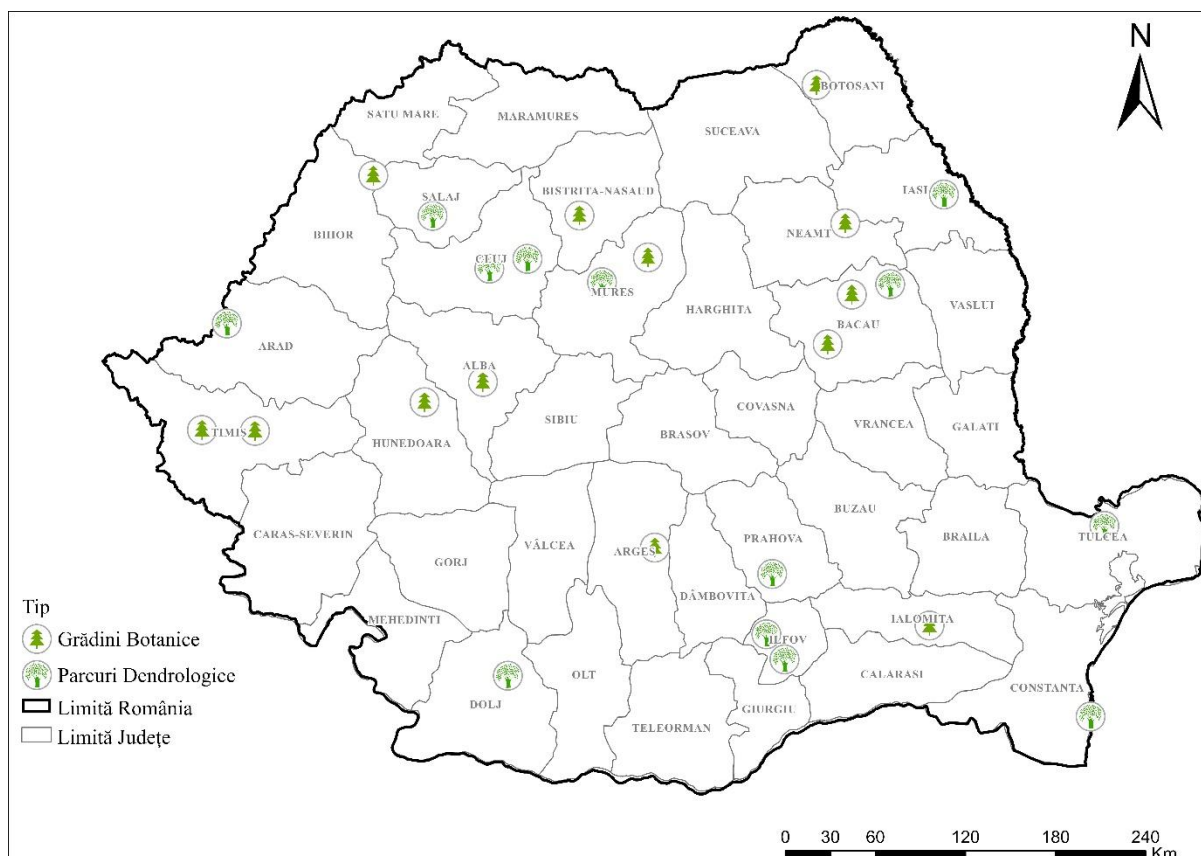 N
BOTOSANI
SATU MARE
MARAMURES
SUCEAVA
SALAJ
BISTRITA-NASAUD
IASI
BIHOR
NEAMT
CLUJ
MURES
HARGHITA
BACAU
VASLUI
ARAD
ALBA
TIMIS
HUNEDOARA
SIBIU
BRASOV
COVASNA
VRANCEA
GALATI
CARAS-SEVERIN
GORJ
VÂLCEA
ARGES
PRAHOVA
BUZAU
BRAILA
TULCEA
DÂMBOVITA
MEHEDINTI
IALOMITA
ILFOV
DOLJ
OLT
TELEORMAN
GIURGIU
CALARASI
CONSTANTA
Tip
Grădini Botanice
Parcuri Dendrologice
Limită România
Limită Județe
0 30 60 120 180 240
Km